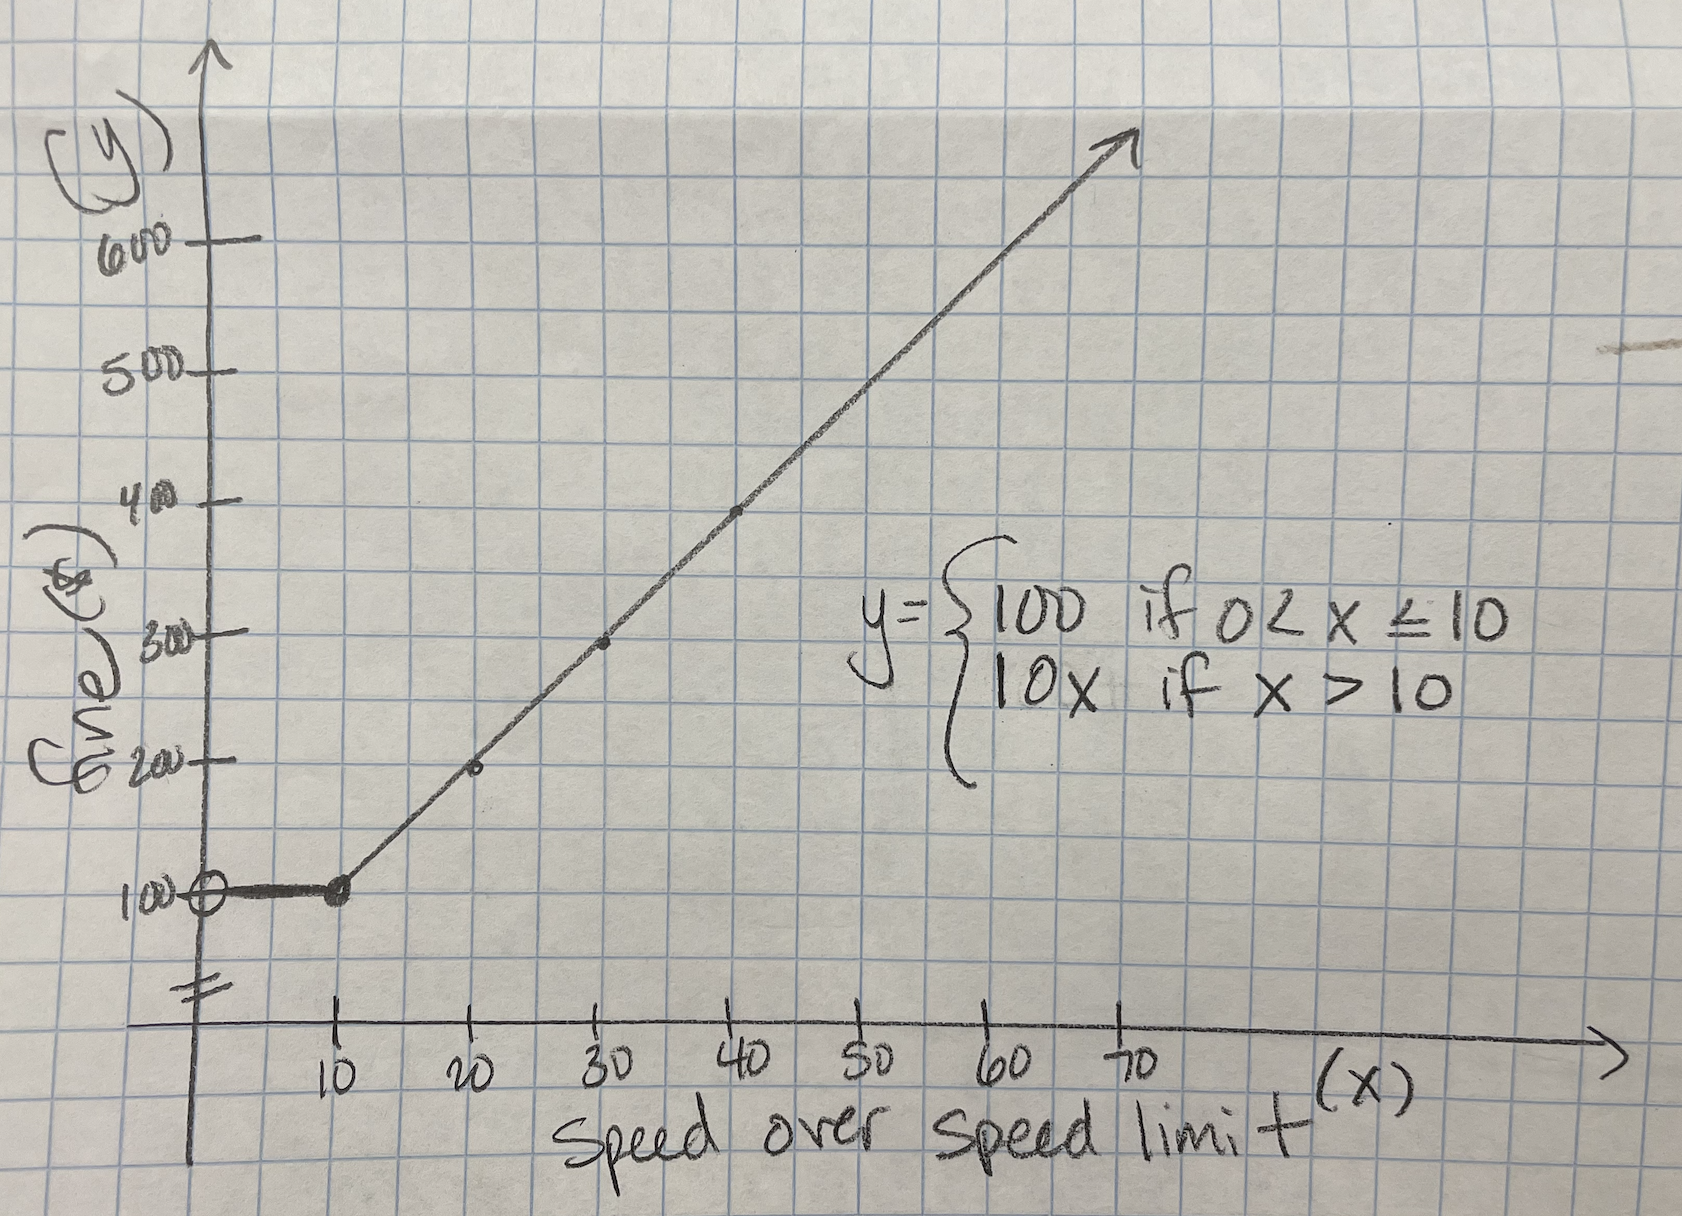 (y)
600
500
400
300
200
100
fine ($)
y = { 100 if 0 < x ≤ 10
10x if x > 10
10 20 30 40 50 60 70
(x)
Speed over speed limit